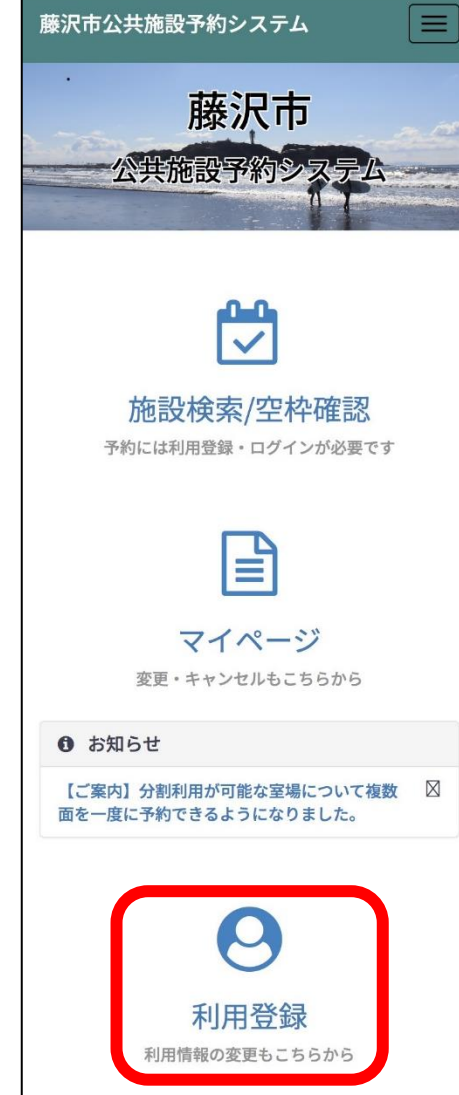 藤沢市公共施設予約システム
藤沢市
公共施設予約システム
施設検索/空枠確認
予約には利用登録・ログインが必要です
マイページ
変更・キャンセルもこちらから
お知らせ
【ご案内】分割利用が可能な室場について複数
面を一度に予約できるようになりました。
利用登録
利用情報の変更もこちらから